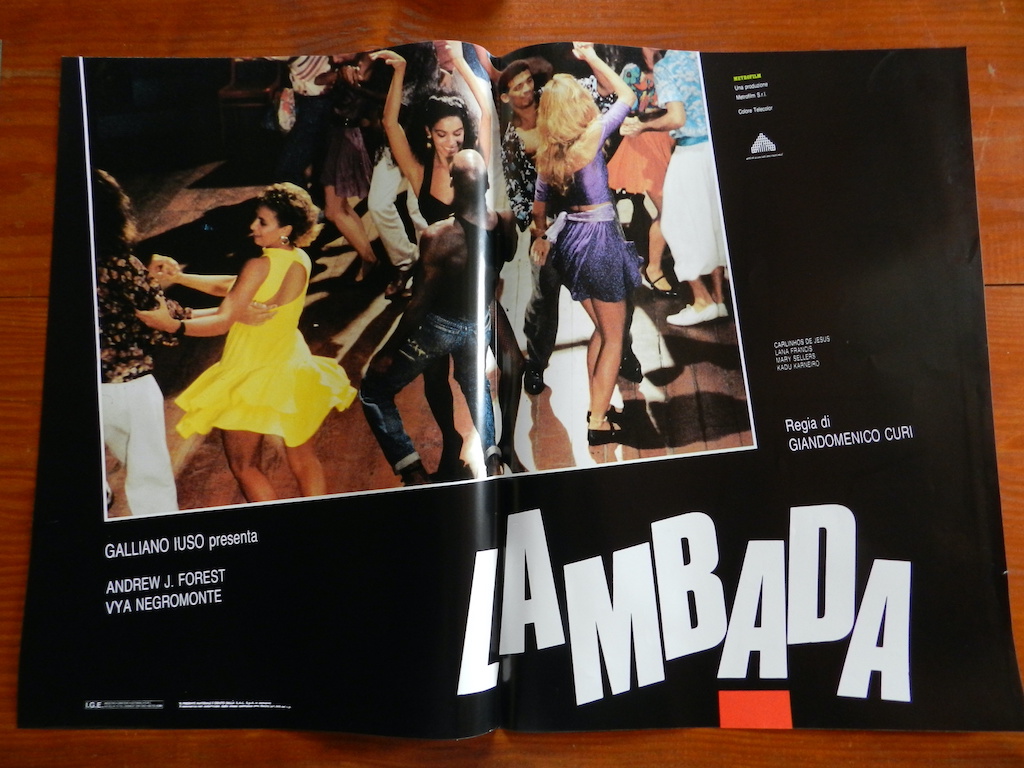 METROFILM
Una produzione
Metrofilm S.r.l.
Colore Telecolor
CARLINHOS DE JESUS
LANA FRANCIS
MARY SELLERS
KADU KARNEIRO
Regia di
GIANDOMENICO CURI
GALLIANO IUSO presenta
ANDREW J. FOREST
VYA NEGROMONTE
LAMBADA
I.G.E.